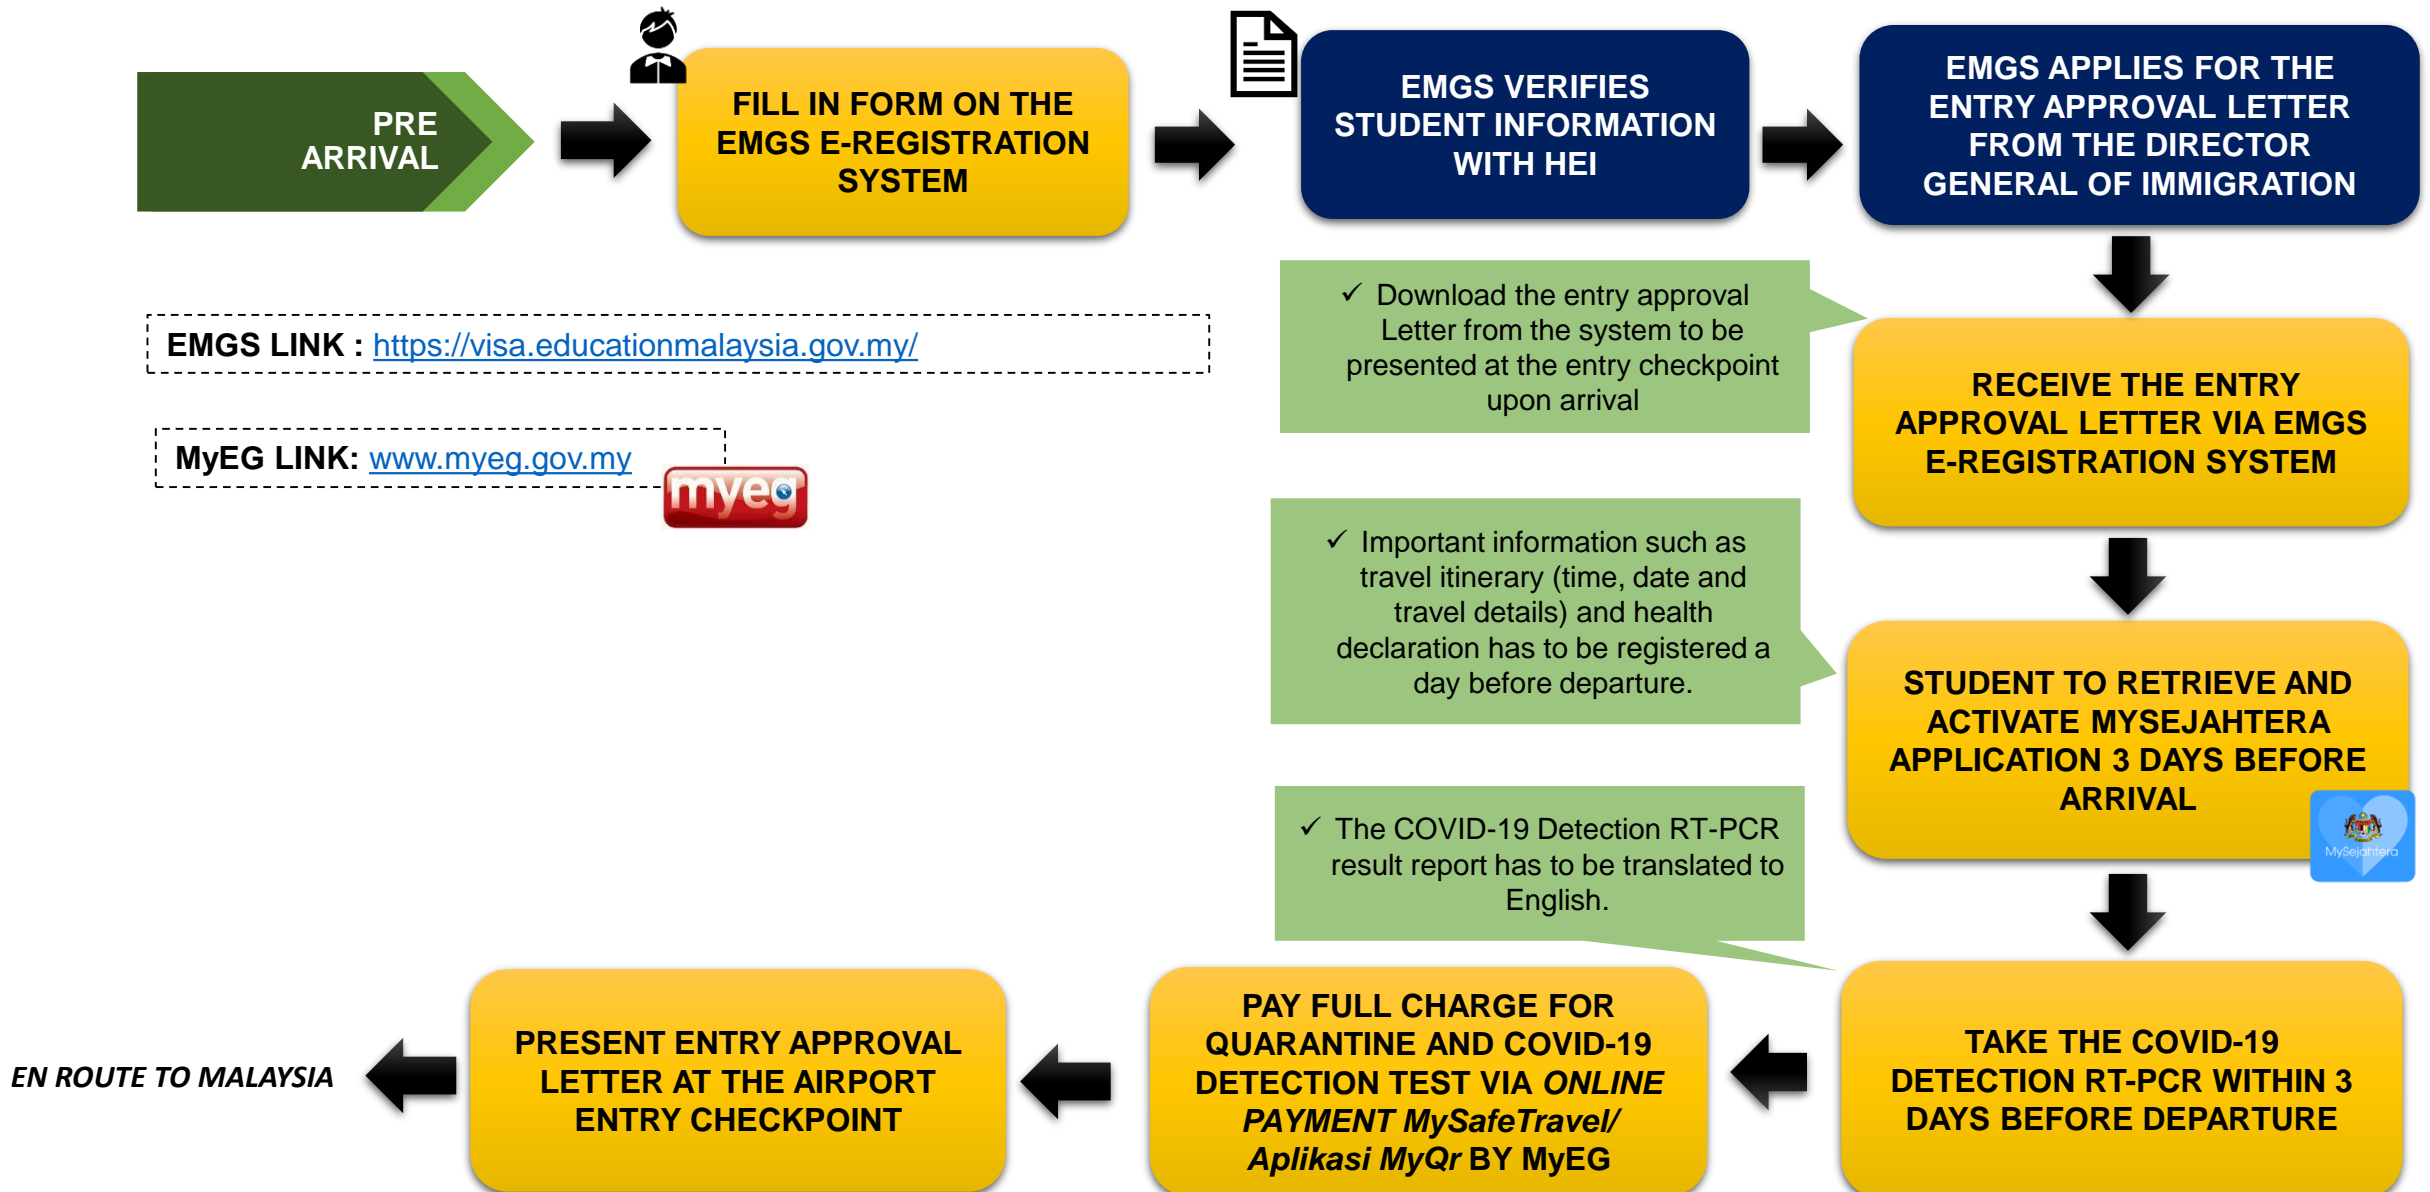 PRE
ARRIVAL
FILL IN FORM ON THE
EMGS E-REGISTRATION
SYSTEM
EMGS VERIFIES
STUDENT INFORMATION
WITH HEI
EMGS APPLIES FOR THE
ENTRY APPROVAL LETTER
FROM THE DIRECTOR
GENERAL OF IMMIGRATION
EMGS LINK : https://visa.educationmalaysia.gov.my/
MyEG LINK: www.myeg.gov.my
myeg
✓ Download the entry approval
Letter from the system to be
presented at the entry checkpoint
upon arrival
RECEIVE THE ENTRY
APPROVAL LETTER VIA EMGS
E-REGISTRATION SYSTEM
✓ Important information such as
travel itinerary (time, date and
travel details) and health
declaration has to be registered a
day before departure.
STUDENT TO RETRIEVE AND
ACTIVATE MYSEJAHTERA
APPLICATION 3 DAYS BEFORE
ARRIVAL
MySejahtera
✓ The COVID-19 Detection RT-PCR
result report has to be translated to
English.
TAKE THE COVID-19
DETECTION RT-PCR WITHIN 3
DAYS BEFORE DEPARTURE
PAY FULL CHARGE FOR
QUARANTINE AND COVID-19
DETECTION TEST VIA ONLINE
PAYMENT MySafeTravel/
Aplikasi MyQr BY MyEG
PRESENT ENTRY APPROVAL
LETTER AT THE AIRPORT
ENTRY CHECKPOINT
EN ROUTE TO MALAYSIA